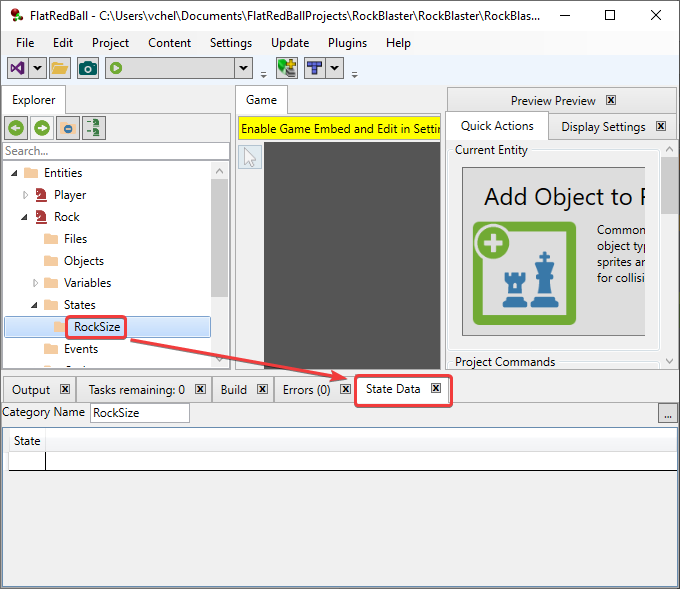 FlatRedBall - C:\Users\vchel\Documents\FlatRedBallProjects\RockBlaster\RockBlaster\RockBlas...
File Edit Project Content Settings Update Plugins Help
Explorer
Search...
Entities
Player
Rock
Files
Objects
Variables
States
RockSize
Events
Game
Enable Game Embed and Edit in Settin
Preview Preview
Quick Actions Display Settings
Current Entity
Add Object to
Common
object typ
sprites an
for collisi
Project Commands
Output Tasks remaining: 0 Build Errors (0) State Data
Category Name RockSize ...
State